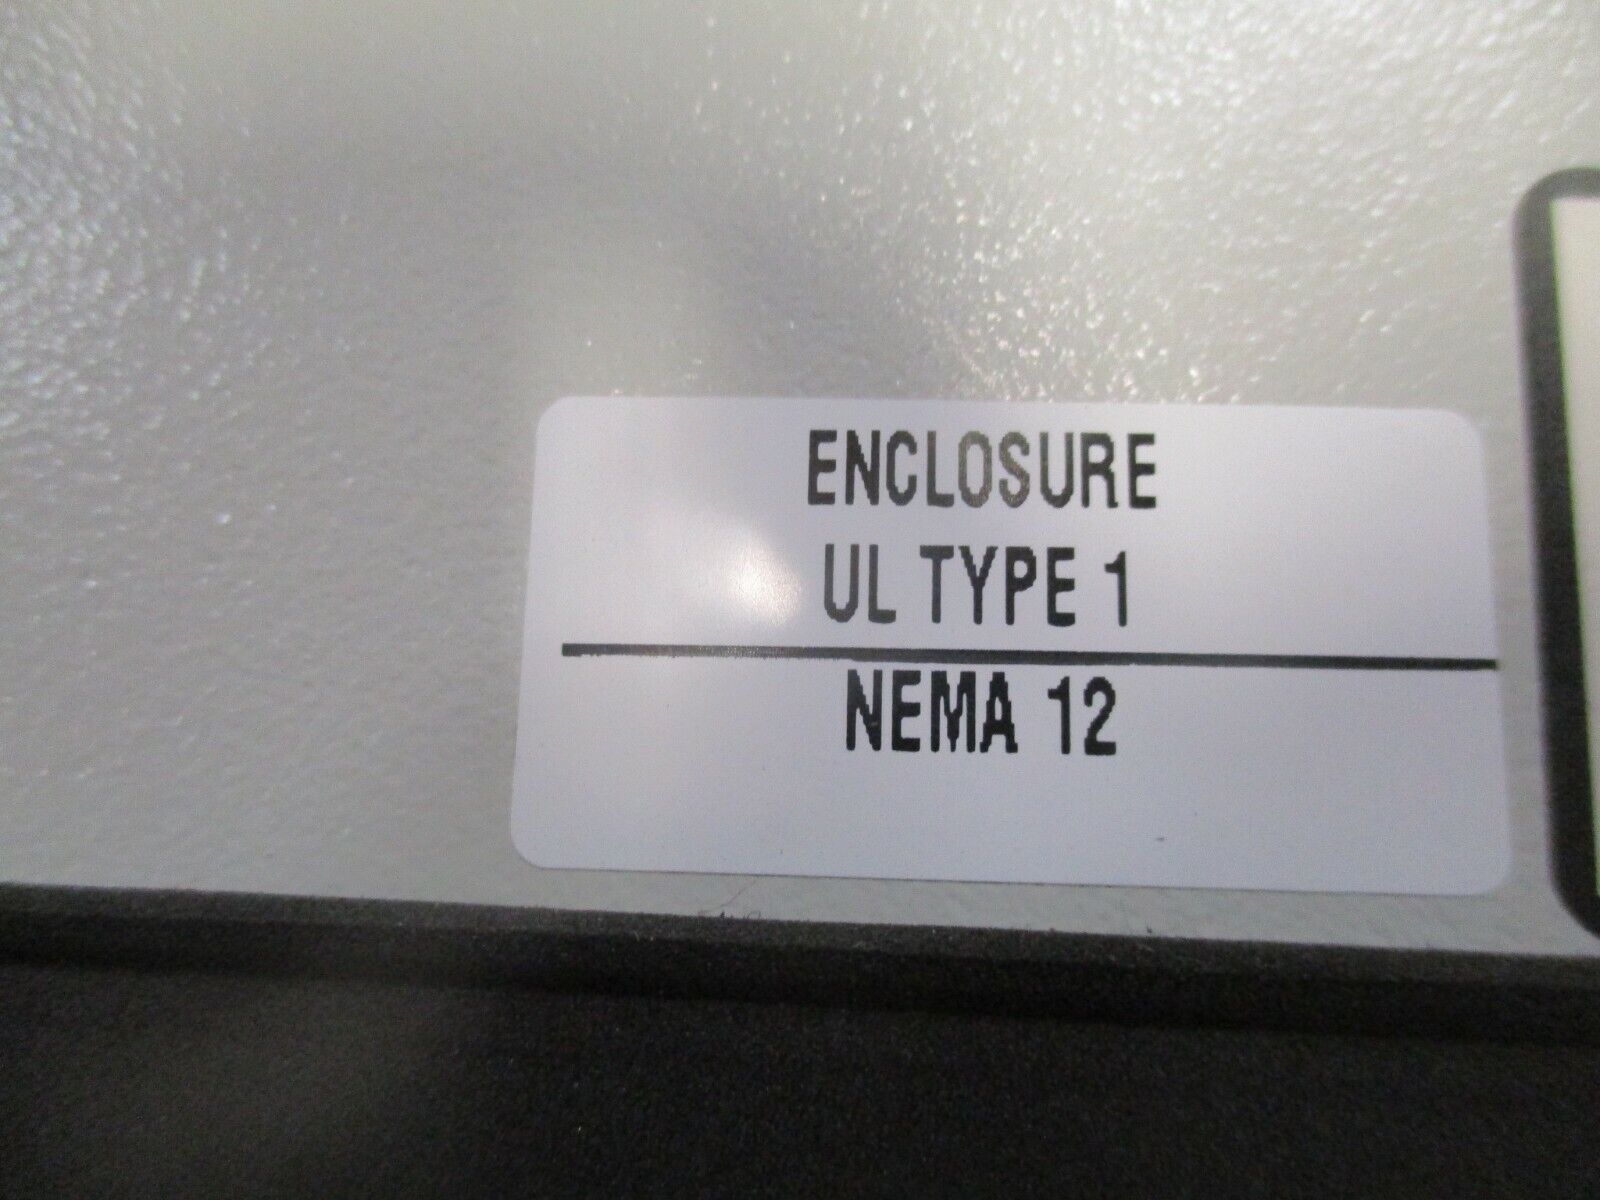 ENCLOSURE
UL TYPE 1
NEMA 12